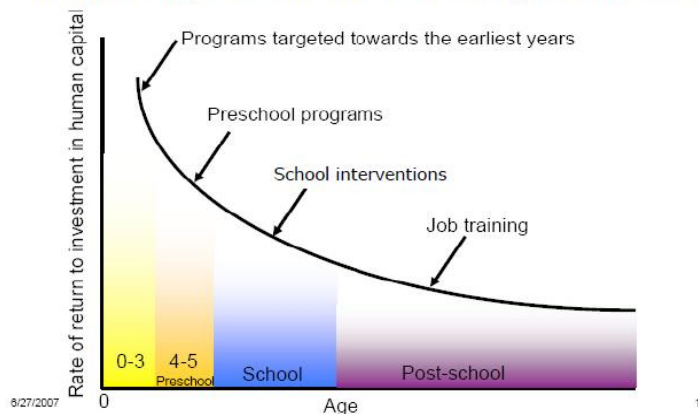 Rate of return to investment in human capital
Programs targeted towards the earliest years
Preschool programs
School interventions
Job training
0-3
4-5
Preschool
School
Post-school
6/27/2007
0
Age